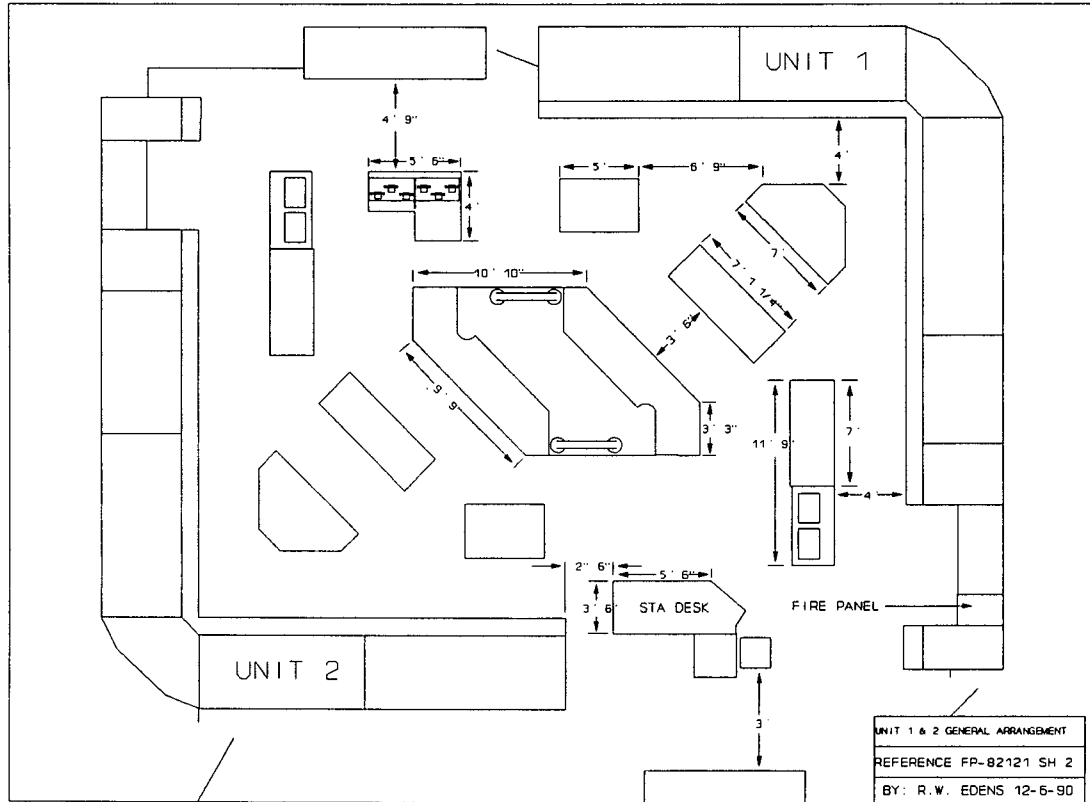 UNIT 1
4' 9"
5' 6"
4'
5'
6' 9"
4'
7'
7' 1 1/4"
10' 10"
3' 6"
9' 9"
3' 3"
11' 9"
7'
4'
2" 6"
5' 6"
3' 6"
STA DESK
FIRE PANEL
UNIT 2
3'
UNIT 1 & 2 GENERAL ARRANGEMENT
REFERENCE FP-82121 SH 2
BY: R.W. EDENS 12-6-90